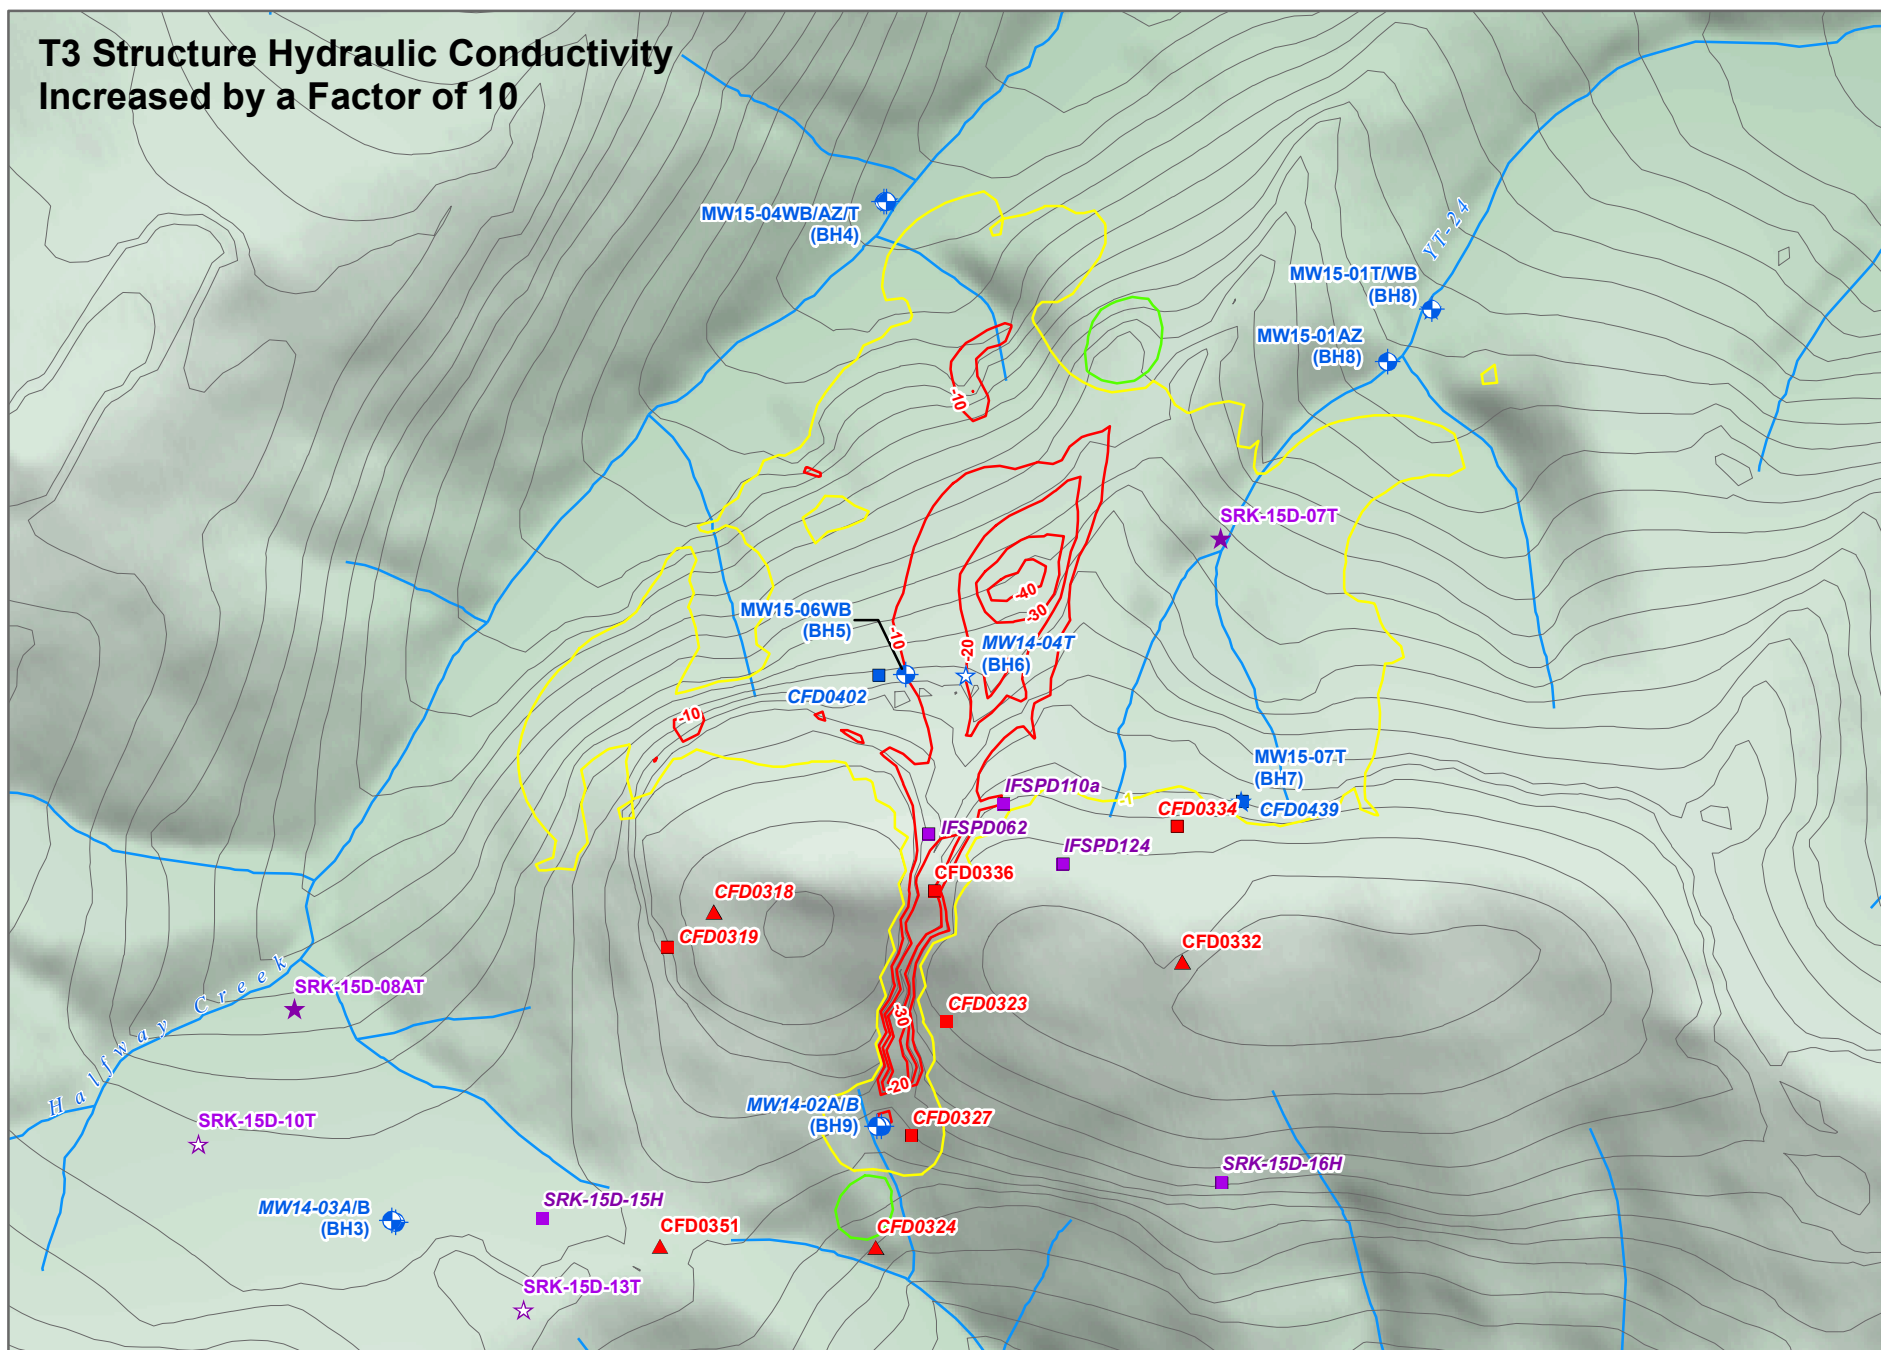 T3 Structure Hydraulic Conductivity
Increased by a Factor of 10
MW15-04WB/AZ/T
(BH4)
YT-24
MW15-01T/WB
(BH8)
MW15-01AZ
(BH8)
-10
SRK-15D-07T
-40
-30
MW15-06WB
(BH5)
-10
-20
MW14-04T
(BH6)
CFD0402
-10
MW15-07T
(BH7)
IFSPD110a
-1
CFD0334
CFD0439
IFSPD062
IFSPD124
CFD0336
CFD0318
CFD0319
CFD0332
Halfway Creek
SRK-15D-08AT
CFD0323
-30
-20
MW14-02A/B
(BH9)
CFD0327
SRK-15D-10T
SRK-15D-16H
MW14-03A/B
(BH3)
SRK-15D-15H
CFD0351
CFD0324
SRK-15D-13T